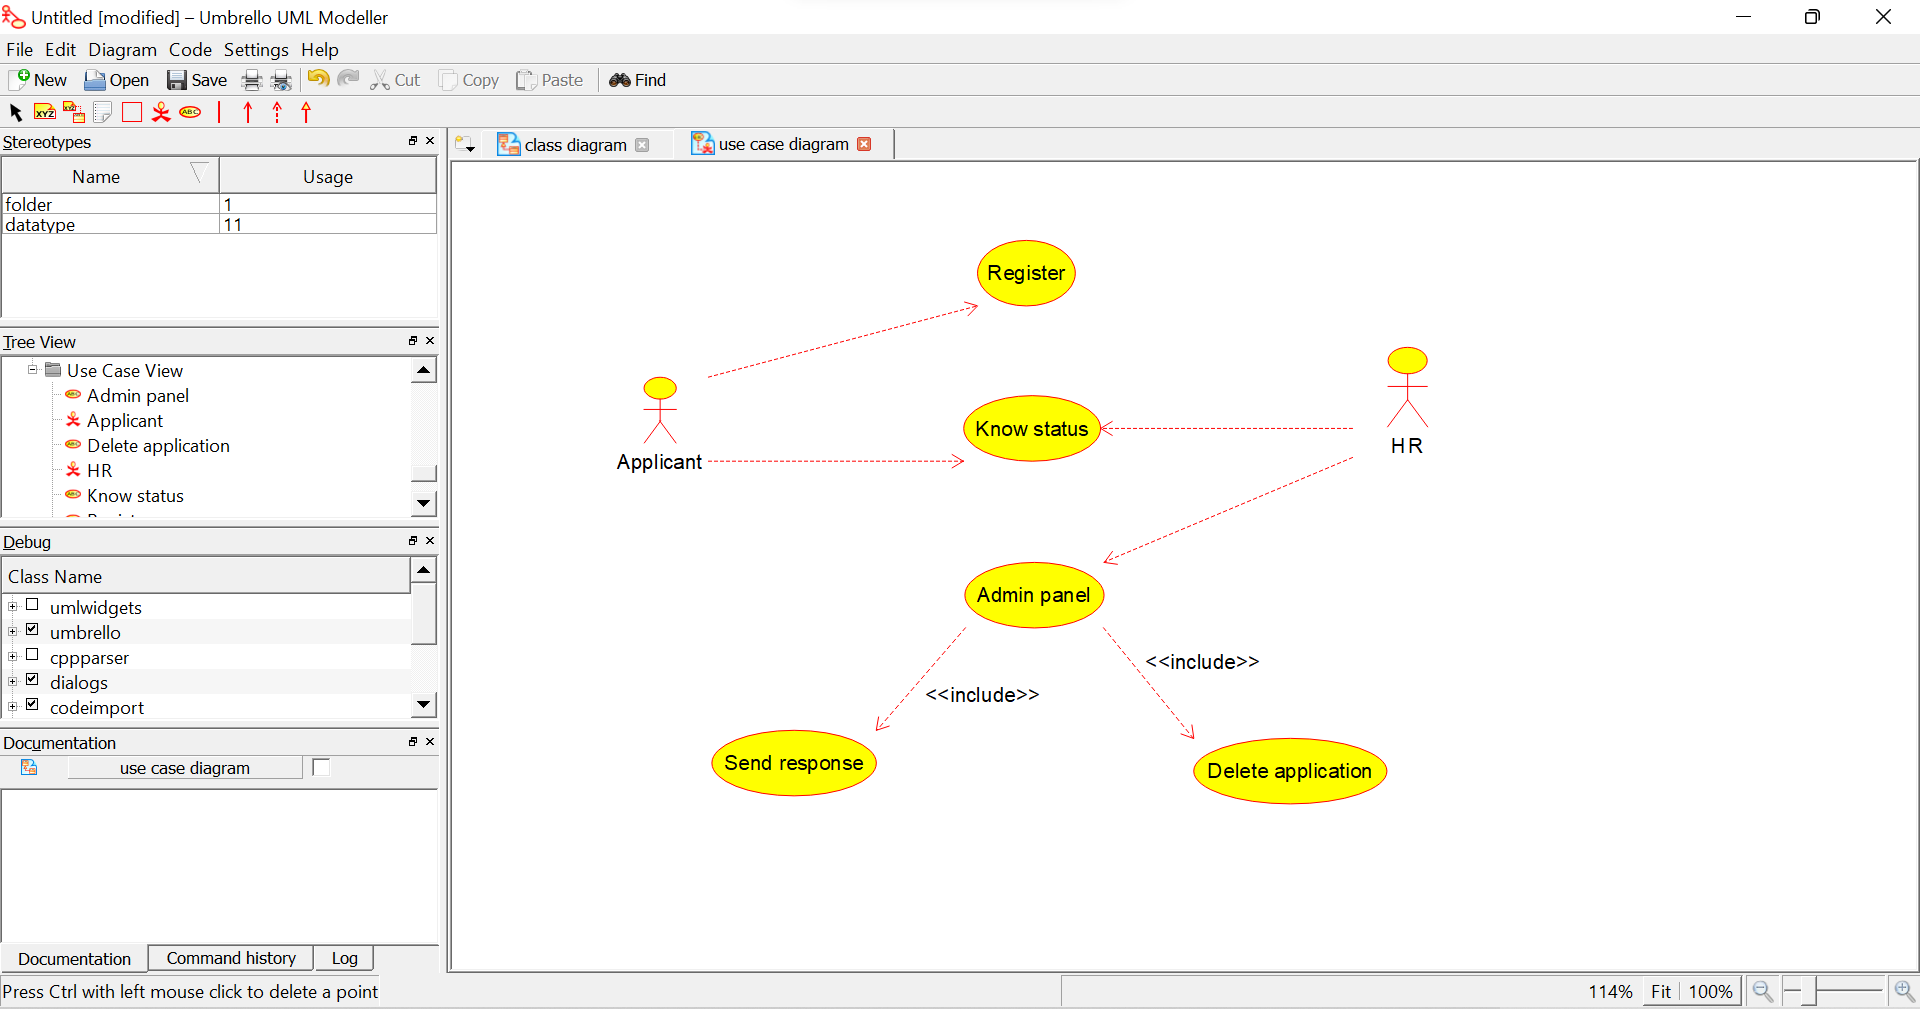 Untitled [modified] – Umbrello UML Modeller
File Edit Diagram Code Settings Help
New Open Save Cut Copy Paste Find
XYZ XYZ ABC
Stereotypes
Name Usage
folder 1
datatype 11
Tree View
Use Case View
Admin panel
Applicant
Delete application
HR
Know status
Debug
Class Name
umlwidgets
umbrello
cppparser
dialogs
codeimport
Documentation
use case diagram
Documentation Command history Log
Press Ctrl with left mouse click to delete a point
class diagram use case diagram
Register
Know status
HR
Applicant
Admin panel
<<include>>
<<include>>
Send response
Delete application
114% Fit 100%